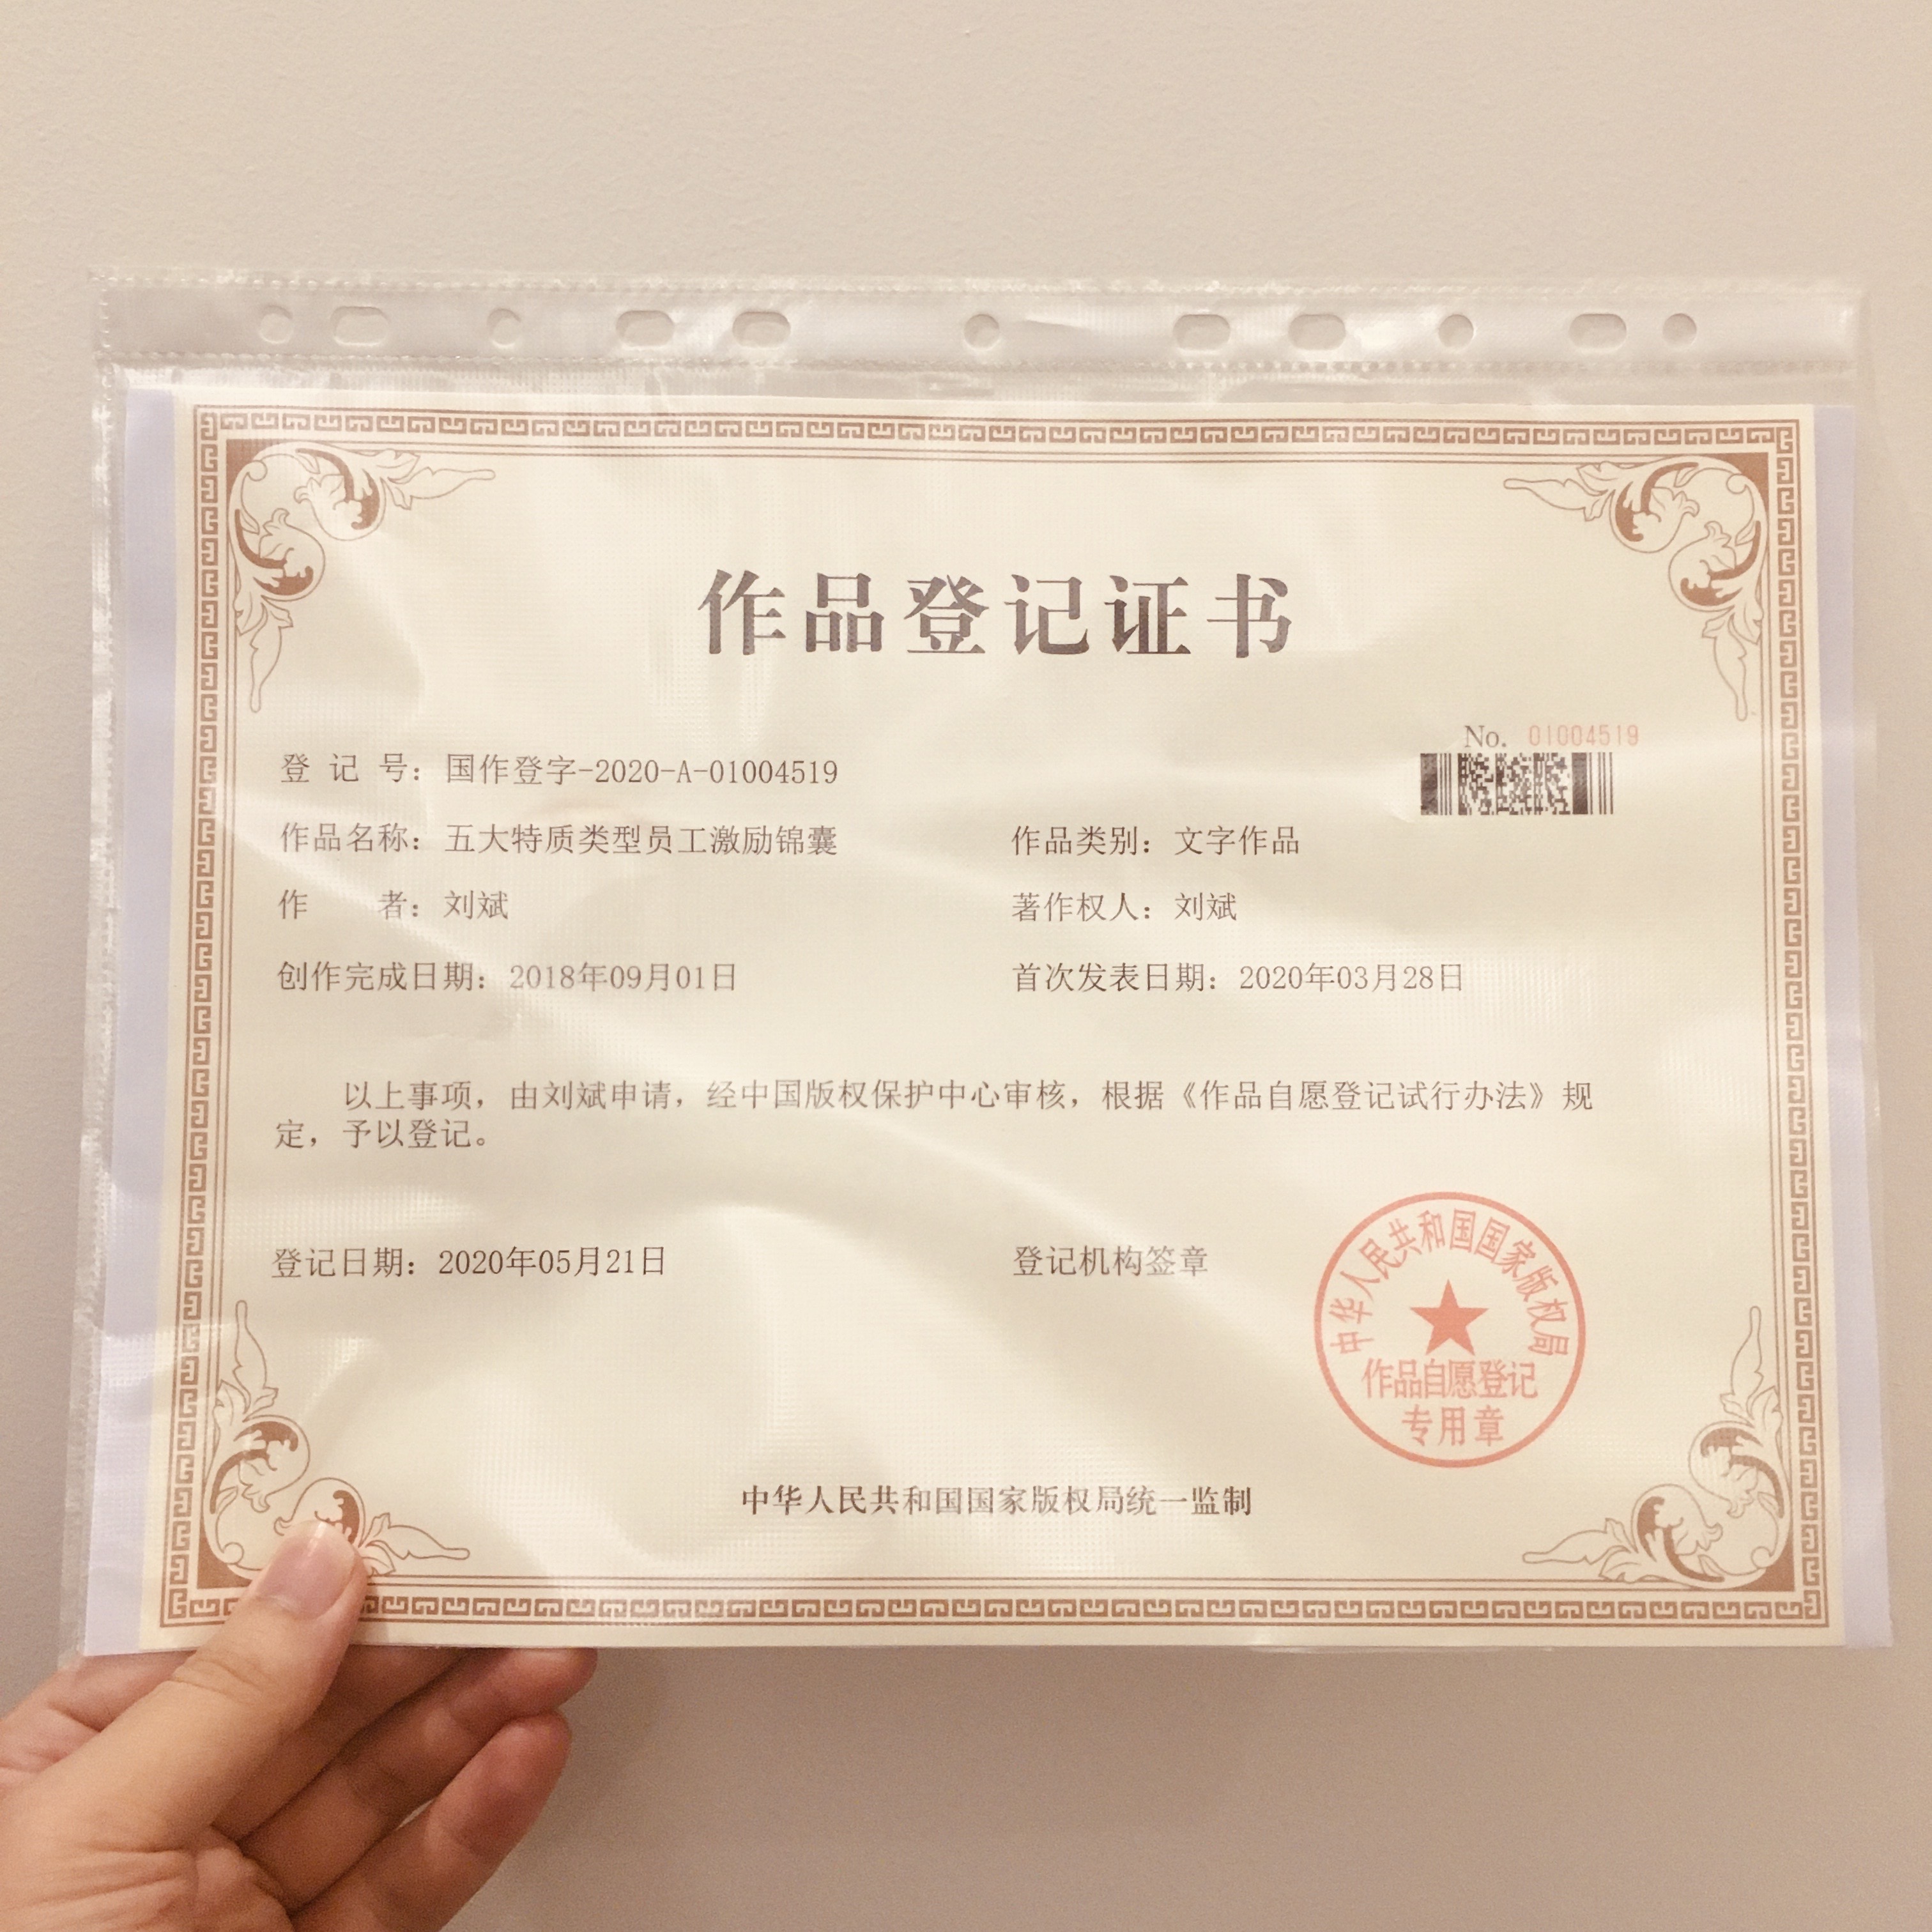 作品登记证书
No. 01004519
登 记 号：国作登字-2020-A-01004519
作品名称：五大特质类型员工激励锦囊 作品类别：文字作品
作 者：刘斌 著作权人：刘斌
创作完成日期：2018年09月01日 首次发表日期：2020年03月28日
以上事项，由刘斌申请，经中国版权保护中心审核，根据《作品自愿登记试行办法》规
定，予以登记。
登记日期：2020年05月21日 登记机构签章
中华人民共和国国家版权局
作品自愿登记
专用章
中华人民共和国国家版权局统一监制